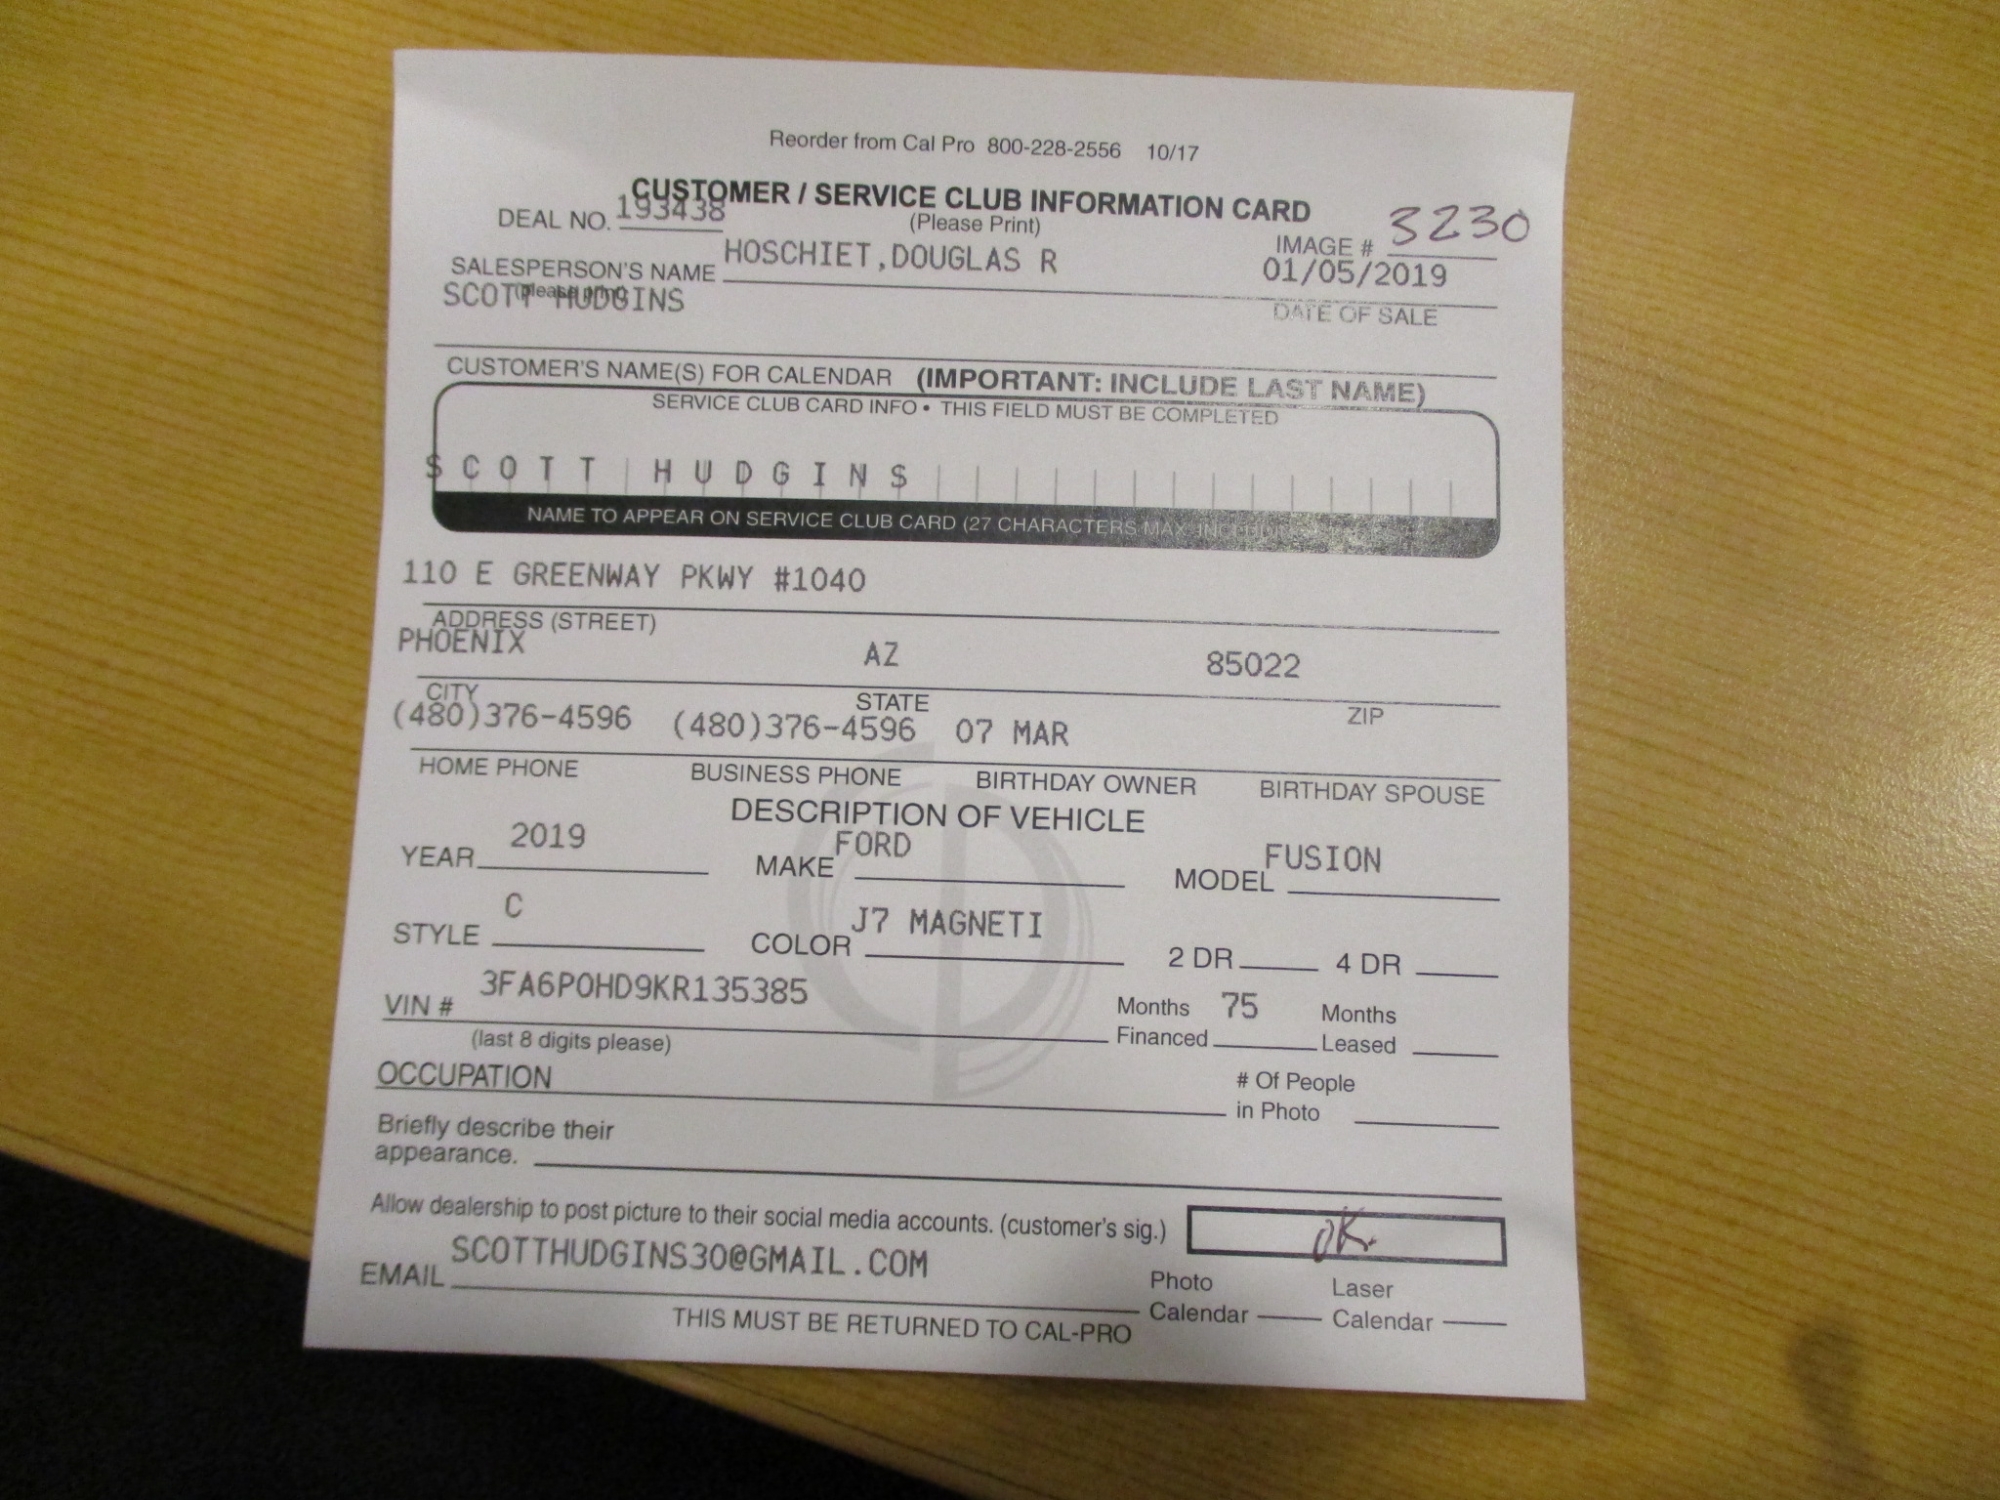 Reorder from Cal Pro 800-228-2556 10/17
CUSTOMER / SERVICE CLUB INFORMATION CARD
DEAL NO. 193438 (Please Print) IMAGE # 3230
SALESPERSON'S NAME HOSCHIET,DOUGLAS R 01/05/2019
(please print) DATE OF SALE
SCOTT HUDGINS
CUSTOMER'S NAME(S) FOR CALENDAR (IMPORTANT: INCLUDE LAST NAME)
SERVICE CLUB CARD INFO • THIS FIELD MUST BE COMPLETED
SCOTT HUDGINS
NAME TO APPEAR ON SERVICE CLUB CARD (27 CHARACTERS MAX
110 E GREENWAY PKWY #1040
ADDRESS (STREET)
PHOENIX AZ 85022
CITY STATE ZIP
(480)376-4596 (480)376-4596 07 MAR
HOME PHONE BUSINESS PHONE BIRTHDAY OWNER BIRTHDAY SPOUSE
DESCRIPTION OF VEHICLE
YEAR 2019 MAKE FORD MODEL FUSION
STYLE C COLOR J7 MAGNETI 2 DR 4 DR
VIN # 3FA6P0HD9KR135385 Months Financed 75 Months Leased
(last 8 digits please)
OCCUPATION # Of People in Photo
Briefly describe their
appearance.
Allow dealership to post picture to their social media accounts. (customer's sig.) OK.
EMAIL SCOTTHUDGINS30@GMAIL.COM Photo Calendar Laser Calendar
THIS MUST BE RETURNED TO CAL-PRO